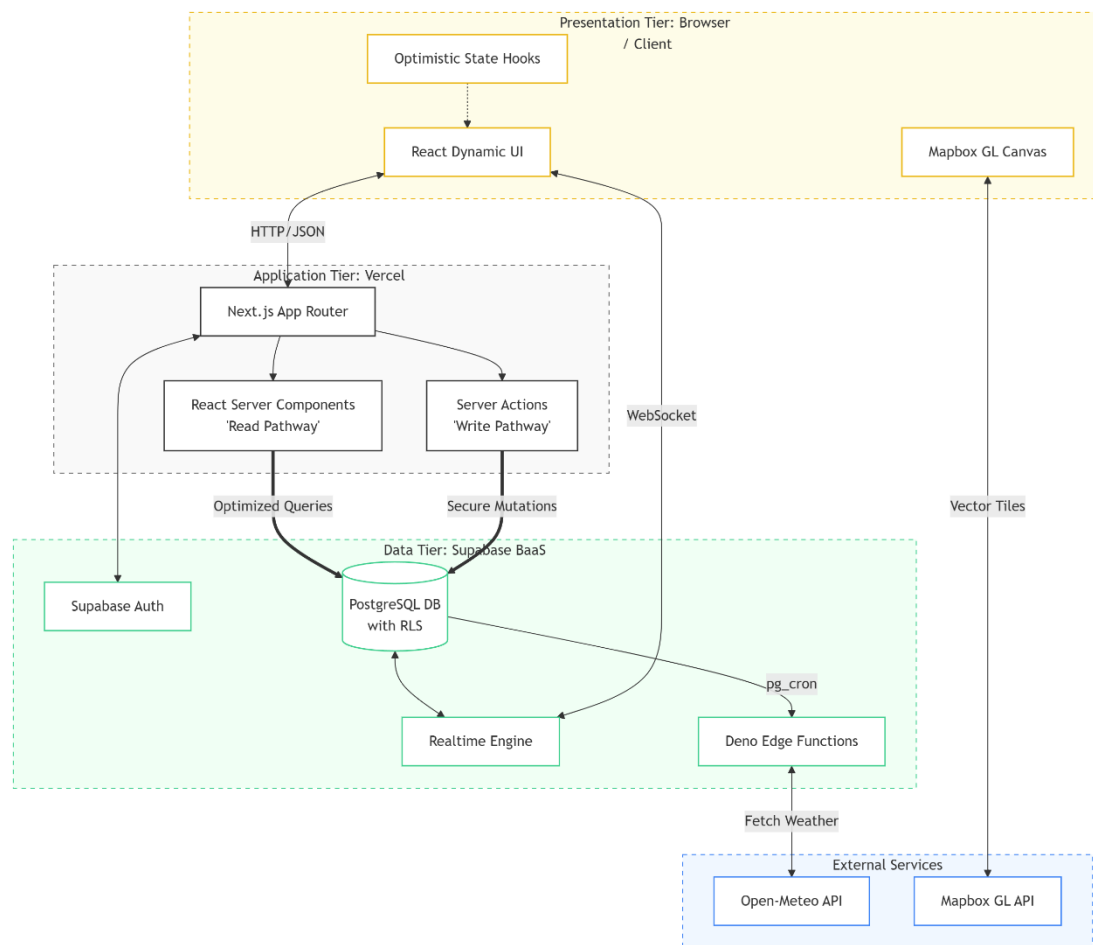 Presentation Tier: Browser
/ Client
Optimistic State Hooks
React Dynamic UI
Mapbox GL Canvas
HTTP/JSON
Application Tier: Vercel
Next.js App Router
React Server Components
'Read Pathway'
Server Actions
'Write Pathway'
WebSocket
Optimized Queries
Secure Mutations
Vector Tiles
Data Tier: Supabase BaaS
Supabase Auth
PostgreSQL DB
with RLS
pg_cron
Realtime Engine
Deno Edge Functions
Fetch Weather
External Services
Open-Meteo API
Mapbox GL API